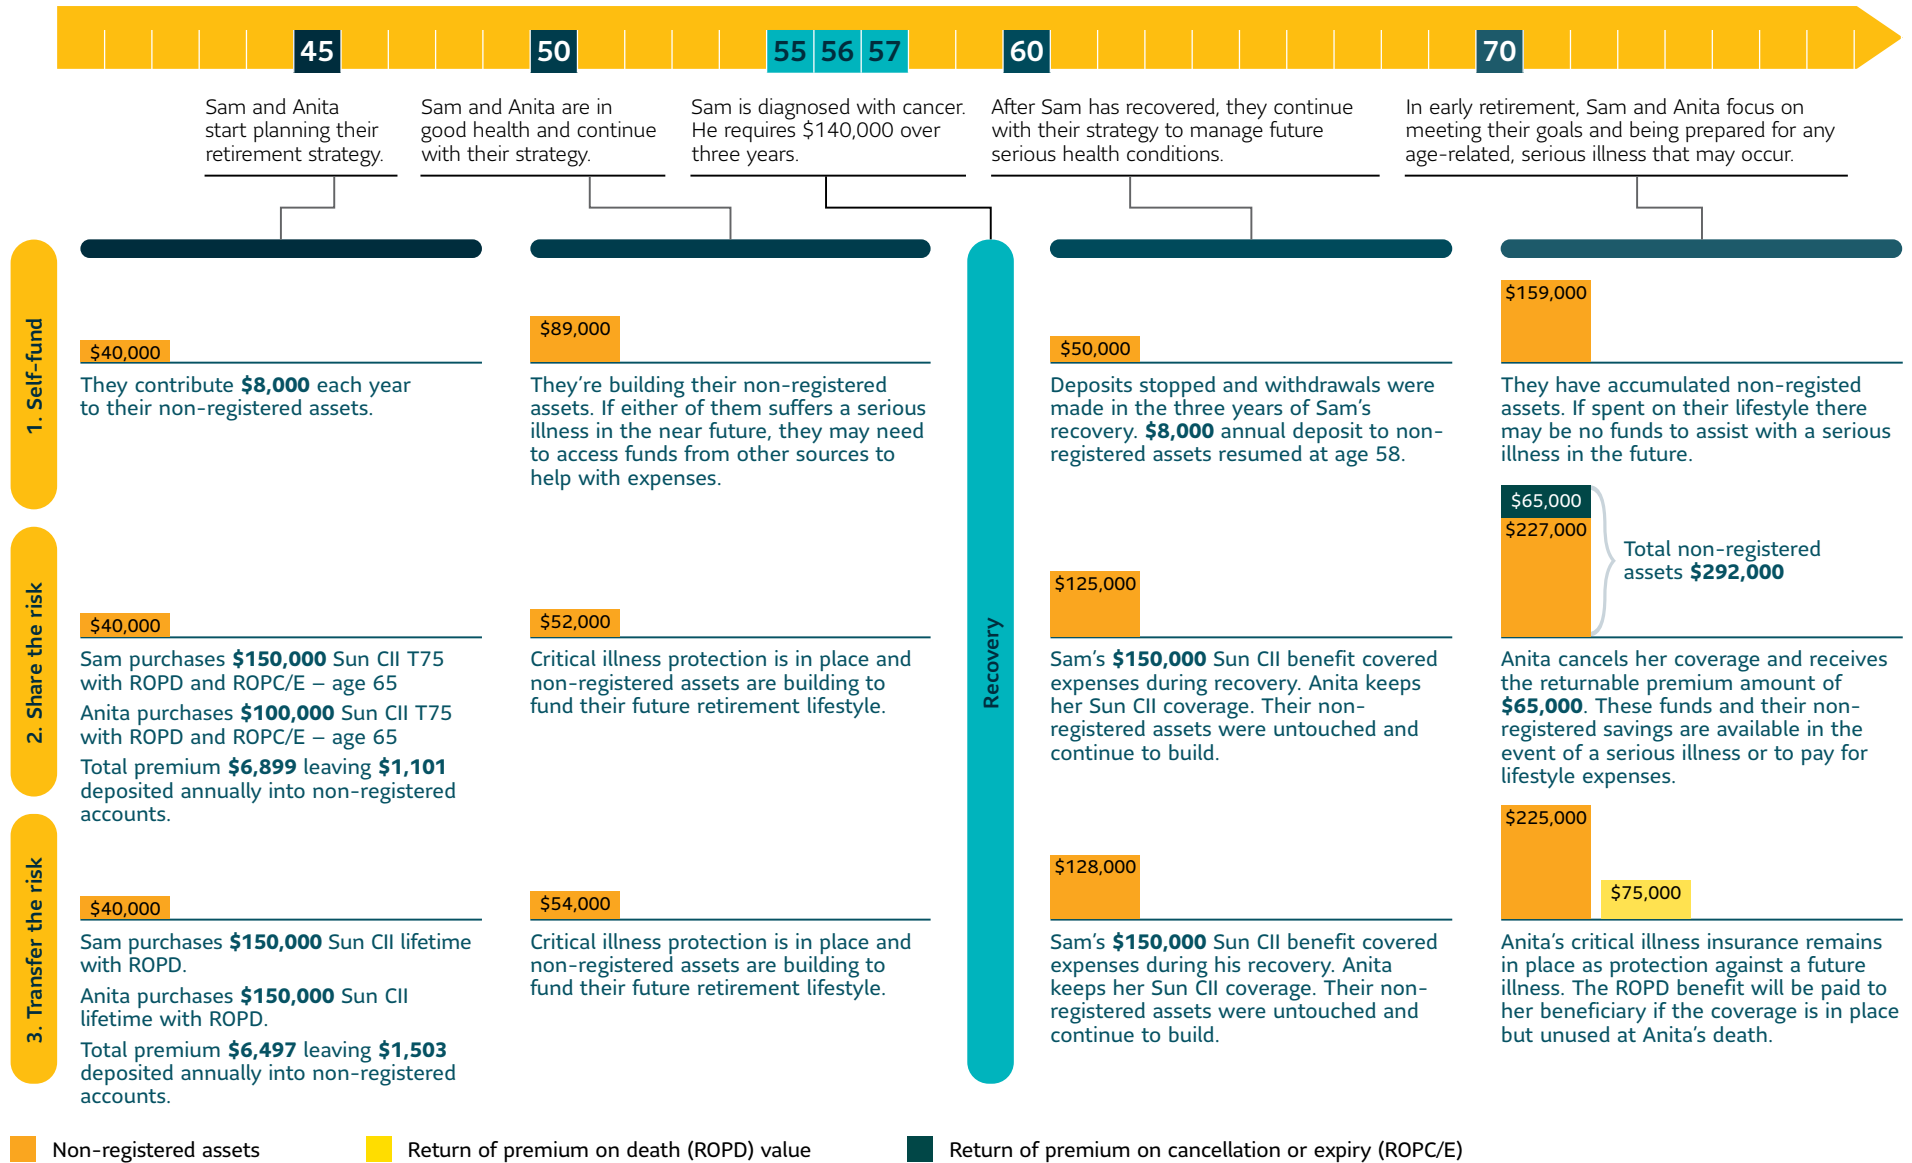 45
50
55
56
57
60
70
Sam and Anita
start planning their
retirement strategy.
Sam and Anita are in
good health and continue
with their strategy.
Sam is diagnosed with cancer.
He requires $140,000 over
three years.
After Sam has recovered, they continue
with their strategy to manage future
serious health conditions.
In early retirement, Sam and Anita focus on
meeting their goals and being prepared for any
age-related, serious illness that may occur.
1. Self-fund
$40,000
They contribute $8,000 each year
to their non-registered assets.
$89,000
They're building their non-registered
assets. If either of them suffers a serious
illness in the near future, they may need
to access funds from other sources to
help with expenses.
Recovery
$50,000
Deposits stopped and withdrawals were
made in the three years of Sam's
recovery. $8,000 annual deposit to non-
registered assets resumed at age 58.
$159,000
They have accumulated non-registed
assets. If spent on their lifestyle there
may be no funds to assist with a serious
illness in the future.
2. Share the risk
$40,000
Sam purchases $150,000 Sun CII T75
with ROPD and ROPC/E – age 65
Anita purchases $100,000 Sun CII T75
with ROPD and ROPC/E – age 65
Total premium $6,899 leaving $1,101
deposited annually into non-registered
accounts.
$52,000
Critical illness protection is in place and
non-registered assets are building to
fund their future retirement lifestyle.
$125,000
Sam's $150,000 Sun CII benefit covered
expenses during recovery. Anita keeps
her Sun CII coverage. Their non-
registered assets were untouched and
continue to build.
$65,000
$227,000
Total non-registered
assets $292,000
Anita cancels her coverage and receives
the returnable premium amount of
$65,000. These funds and their non-
registered savings are available in the
event of a serious illness or to pay for
lifestyle expenses.
3. Transfer the risk
$40,000
Sam purchases $150,000 Sun CII lifetime
with ROPD.
Anita purchases $150,000 Sun CII
lifetime with ROPD.
Total premium $6,497 leaving $1,503
deposited annually into non-registered
accounts.
$54,000
Critical illness protection is in place and
non-registered assets are building to
fund their future retirement lifestyle.
$128,000
Sam's $150,000 Sun CII benefit covered
expenses during his recovery. Anita
keeps her Sun CII coverage. Their non-
registered assets were untouched and
continue to build.
$225,000
$75,000
Anita's critical illness insurance remains
in place as protection against a future
illness. The ROPD benefit will be paid to
her beneficiary if the coverage is in place
but unused at Anita's death.
Non-registered assets
Return of premium on death (ROPD) value
Return of premium on cancellation or expiry (ROPC/E)